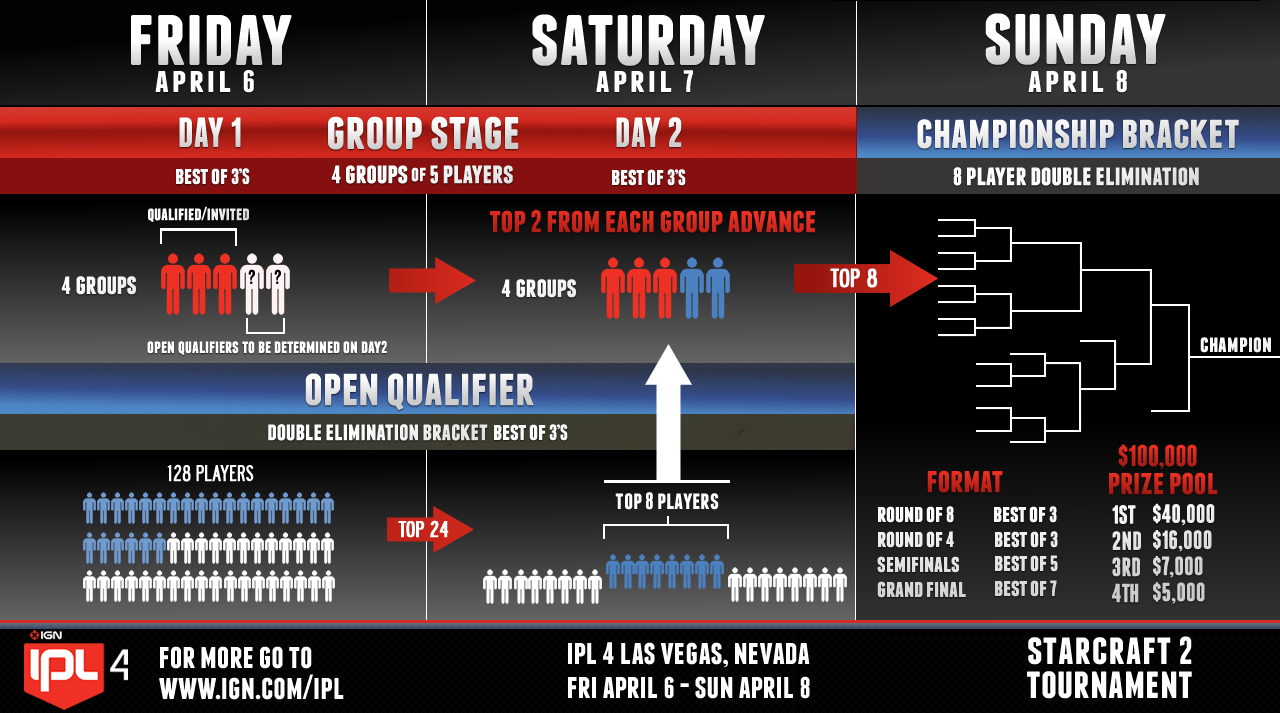 FRIDAY
APRIL 6
SATURDAY
APRIL 7
SUNDAY
APRIL 8
DAY 1
GROUP STAGE
DAY 2
CHAMPIONSHIP BRACKET
BEST OF 3'S
4 GROUPS OF 5 PLAYERS
BEST OF 3'S
8 PLAYER DOUBLE ELIMINATION
QUALIFIED/INVITED
4 GROUPS
? ?
OPEN QUALIFIERS TO BE DETERMINED ON DAY2
TOP 2 FROM EACH GROUP ADVANCE
4 GROUPS
TOP 8
CHAMPION
OPEN QUALIFIER
DOUBLE ELIMINATION BRACKET BEST OF 3'S
128 PLAYERS
TOP 24
TOP 8 PLAYERS
FORMAT
ROUND OF 8 BEST OF 3
ROUND OF 4 BEST OF 3
SEMIFINALS BEST OF 5
GRAND FINAL BEST OF 7
$100,000
PRIZE POOL
1ST $40,000
2ND $16,000
3RD $7,000
4TH $5,000
IGN
IPL 4
FOR MORE GO TO
WWW.IGN.COM/IPL
IPL 4 LAS VEGAS, NEVADA
FRI APRIL 6 - SUN APRIL 8
STARCRAFT 2
TOURNAMENT